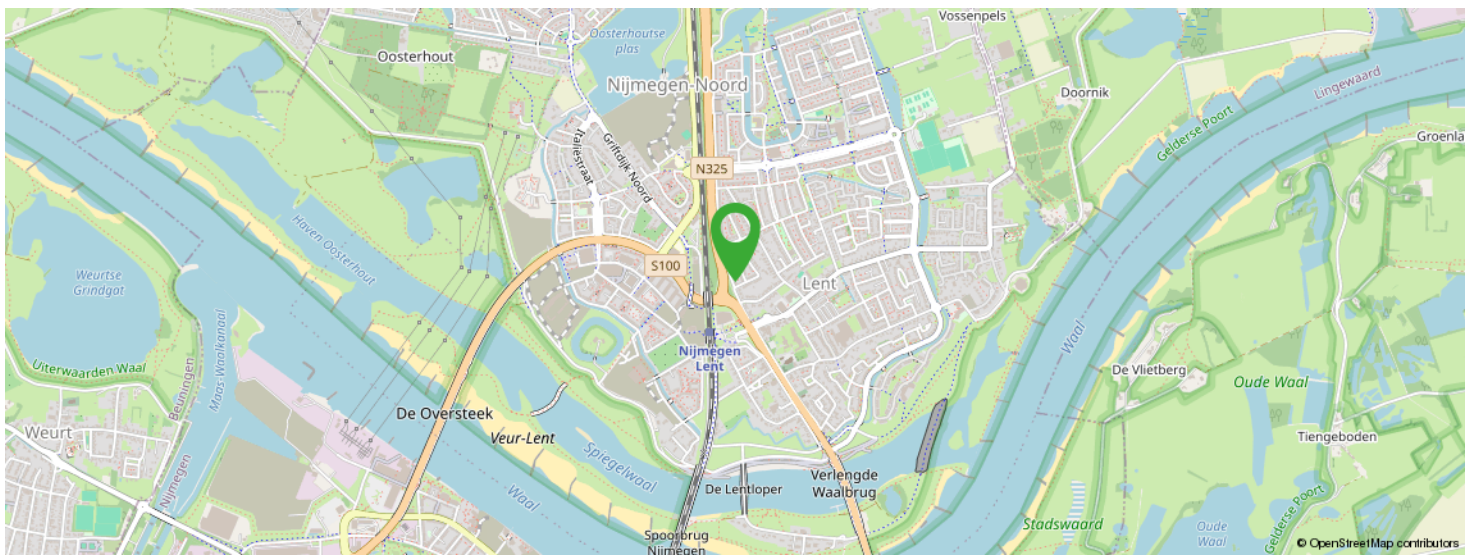 Vossenpels
Oosterhoutse
plas
Oosterhout
Nijmegen-Noord
Doornik
Lingewaard
Gelderse Poort
Groenla
Italiëstraat
Griftdijk Noord
N325
Haven Oosterhout
Weurtse
Grindgat
S100
Lent
Waal
Maas-Waalkanaal
Nijmegen
Lent
Uiterwaarden Waal
Beuningen
De Vlietberg
Oude Waal
De Oversteek
Weurt
Veur-Lent
Tiengeboden
Spiegelwaal
Verlengde
Waalbrug
De Lentloper
Nijmegen
Waal
Gelderse Poort
Stadswaard
Oude
Waal
Spoorbrug
Nijmegen
© OpenStreetMap contributors